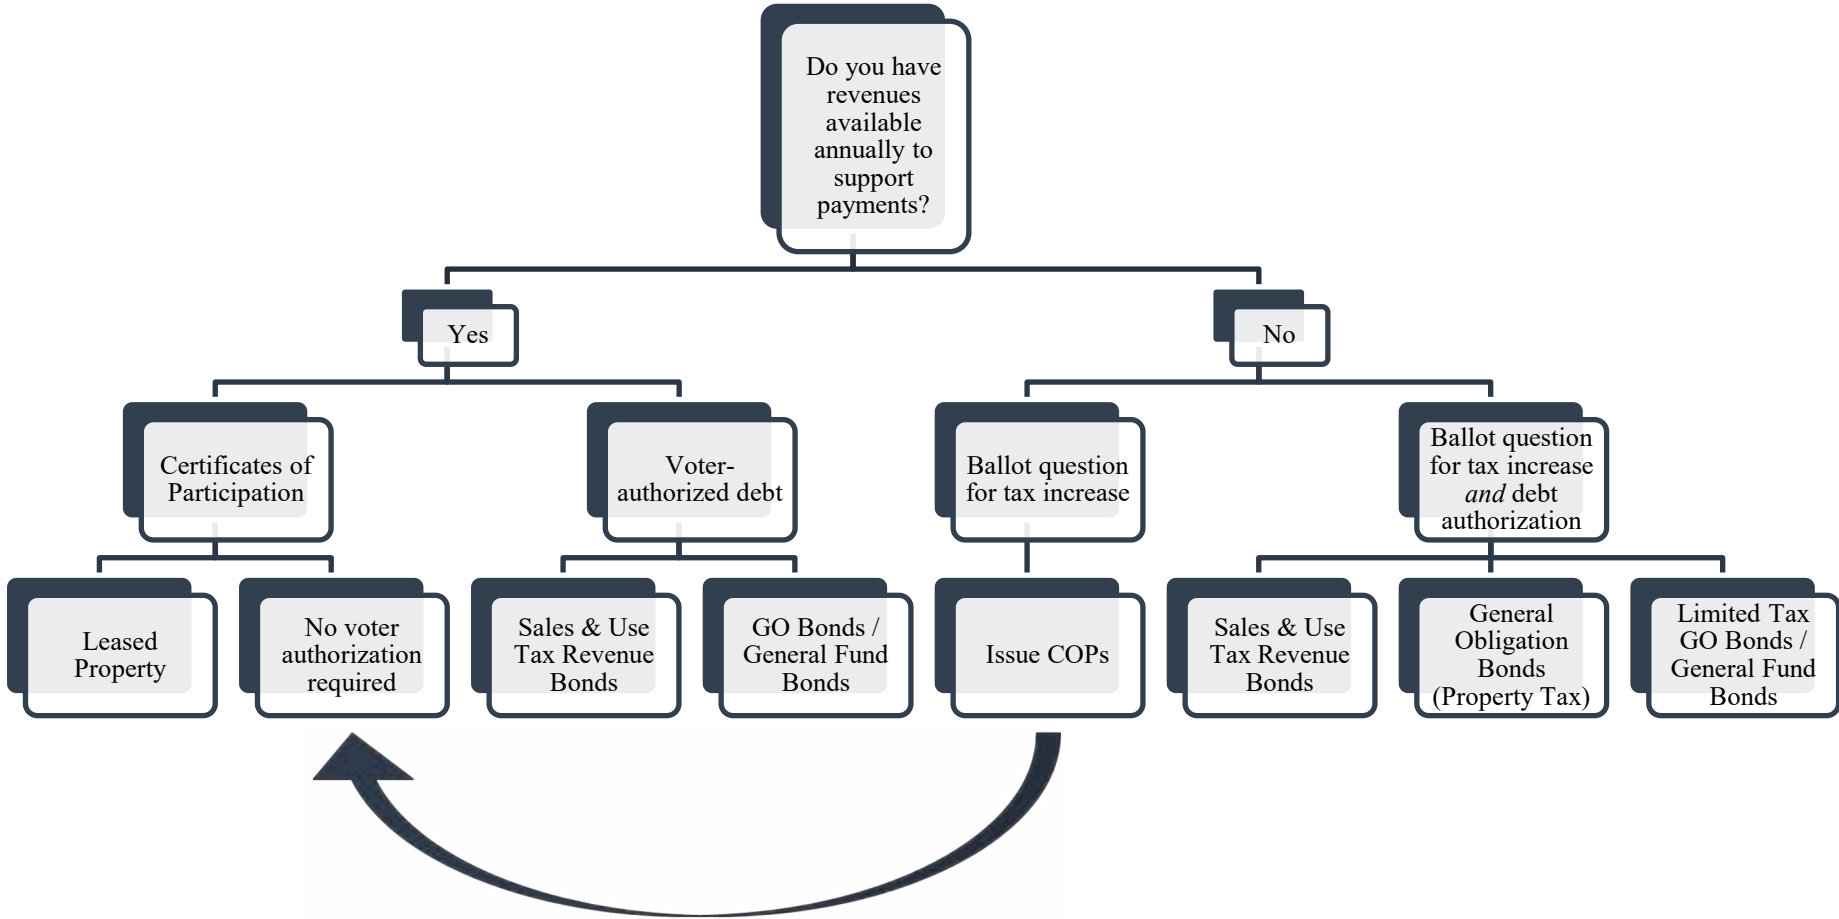 Do you have
revenues
available
annually to
support
payments?
Yes
No
Certificates of
Participation
Voter-
authorized debt
Ballot question
for tax increase
Ballot question
for tax increase
and debt
authorization
Leased
Property
No voter
authorization
required
Sales & Use
Tax Revenue
Bonds
GO Bonds /
General Fund
Bonds
Issue COPs
Sales & Use
Tax Revenue
Bonds
General
Obligation
Bonds
(Property Tax)
Limited Tax
GO Bonds /
General Fund
Bonds